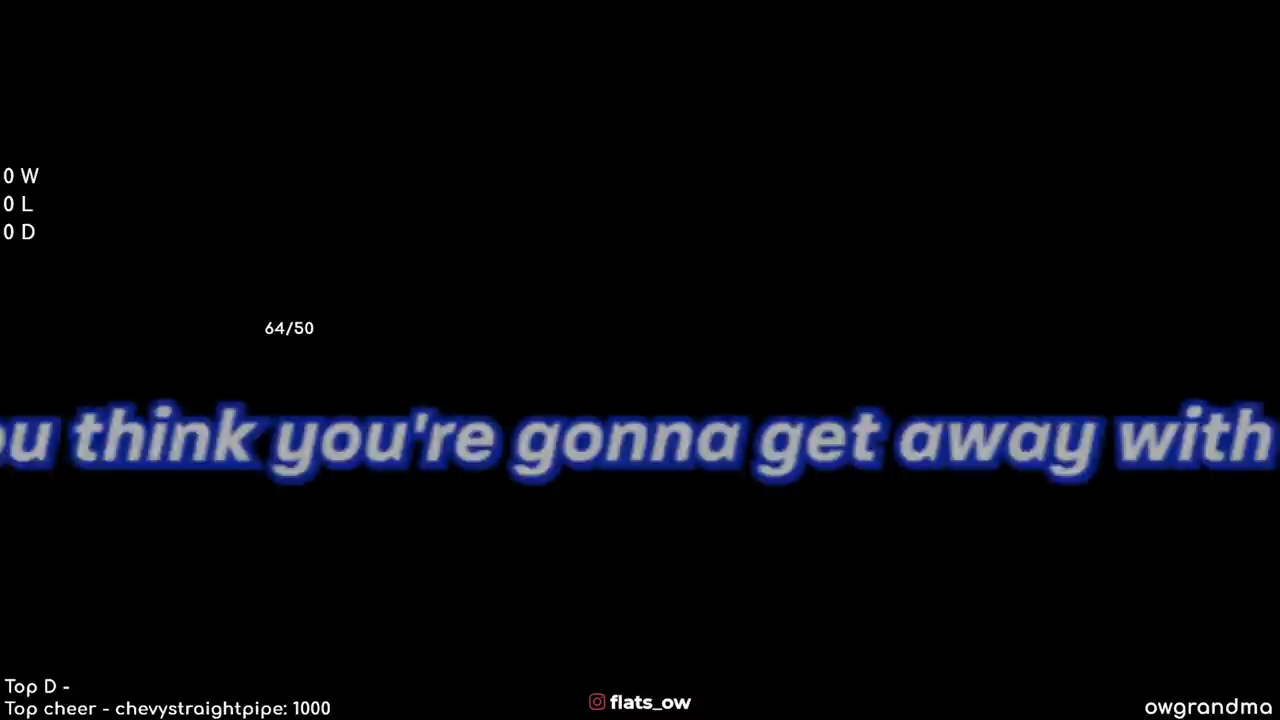 0 W
0 L
0 D
64/50
ou think you're gonna get away with
Top D -
Top cheer - chevystraightpipe: 1000
flats_ow
owgrandma